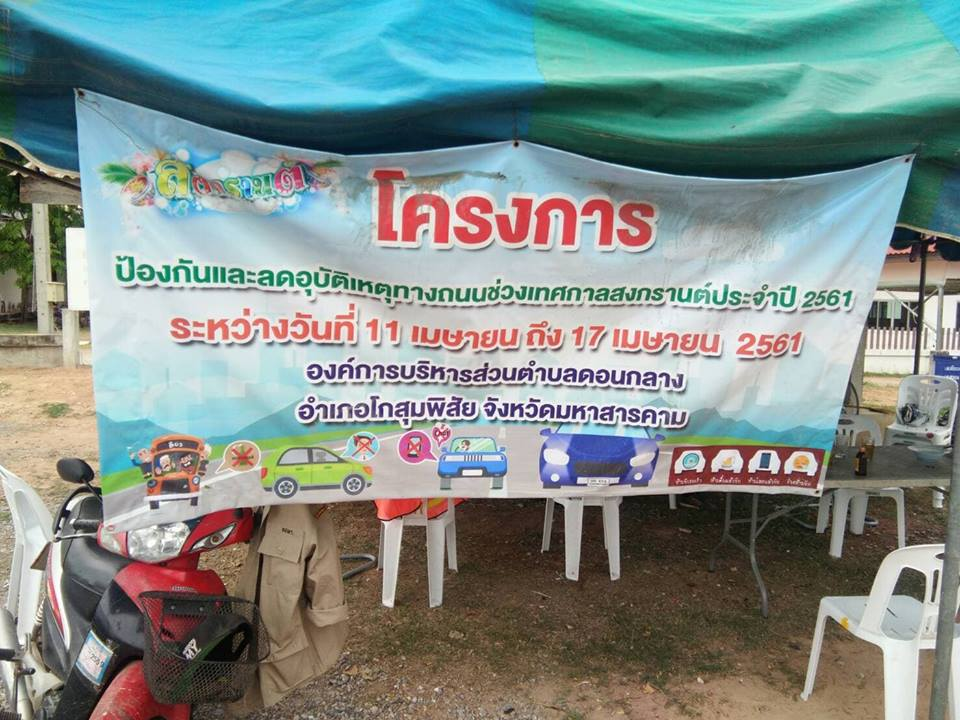 สงกรานต์
โครงการ
ป้องกันและลดอุบัติเหตุทางถนนช่วงเทศกาลสงกรานต์ประจำปี 2561
ระหว่างวันที่ 11 เมษายน ถึง 17 เมษายน 2561
องค์การบริหารส่วนตำบลดอนกลาง
อำเภอโกสุมพิสัย จังหวัดมหาสารคาม